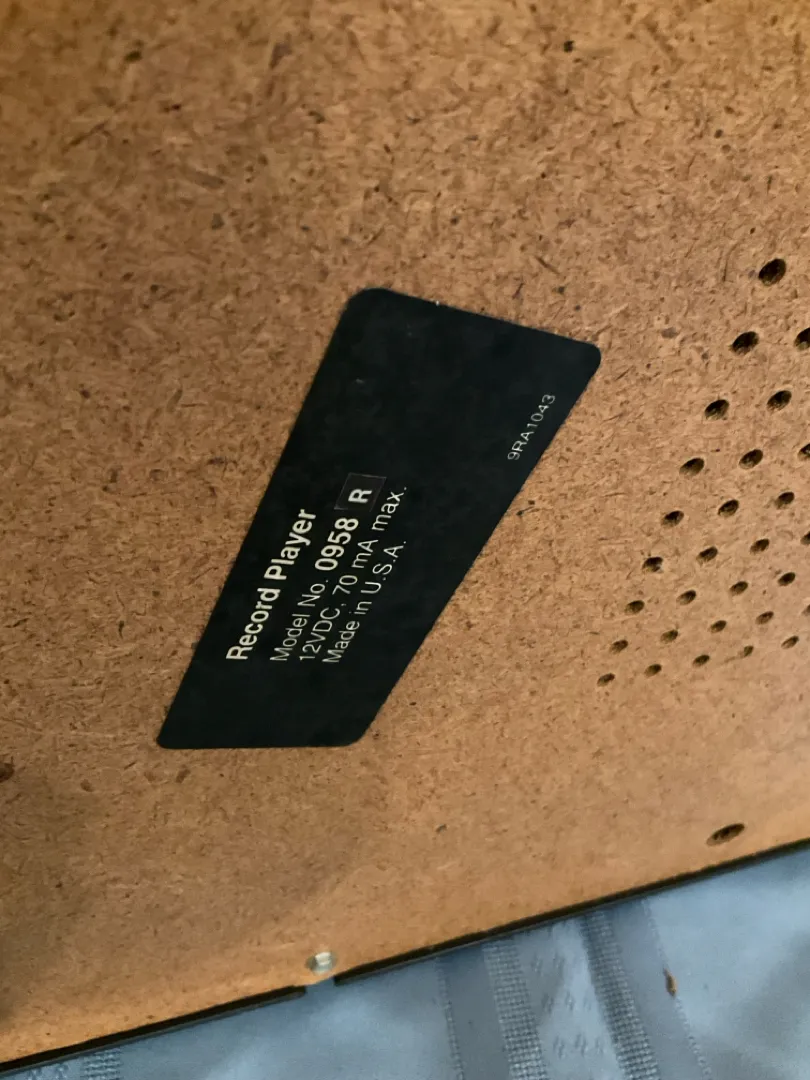 Record Player
Model No. 0958 R
12VDC, 70 mA max.
Made in U.S.A.
9RA1043